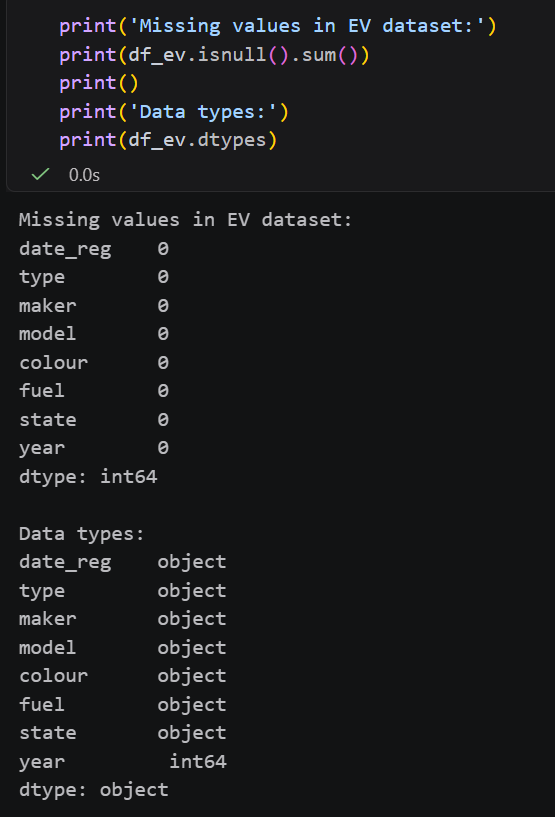 print('Missing values in EV dataset:')
print(df_ev.isnull().sum())
print()
print('Data types:')
print(df_ev.dtypes)
0.0s
Missing values in EV dataset:
date_reg    0
type        0
maker       0
model       0
colour      0
fuel        0
state       0
year        0
dtype: int64

Data types:
date_reg    object
type        object
maker       object
model       object
colour      object
fuel        object
state       object
year         int64
dtype: object